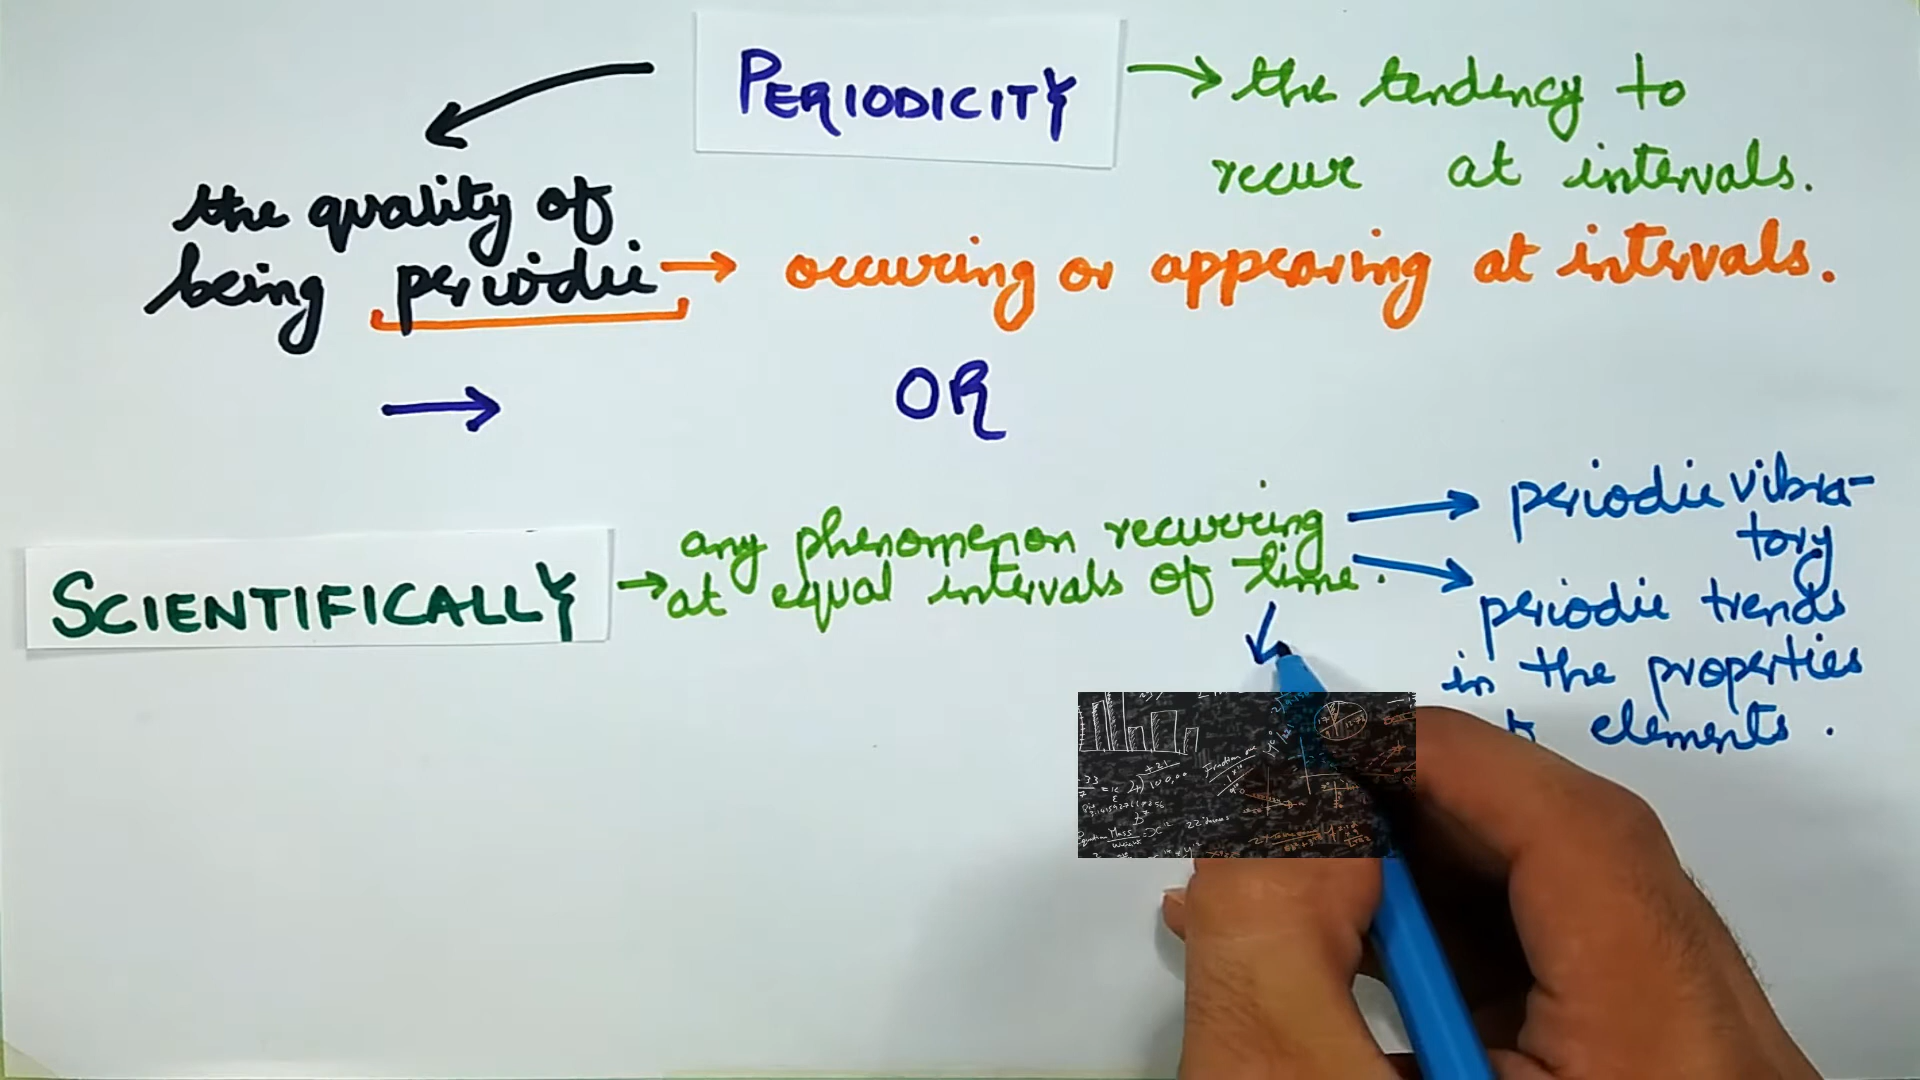 PERIODICITY
the tendency to
recur at intervals.
the quality of
being periodic
occuring or appearing at intervals.
OR
SCIENTIFICALLY
any phenomenon recurring
at equal intervals of time.
periodic vibra-
tory
periodic trends
in the properties
elements.